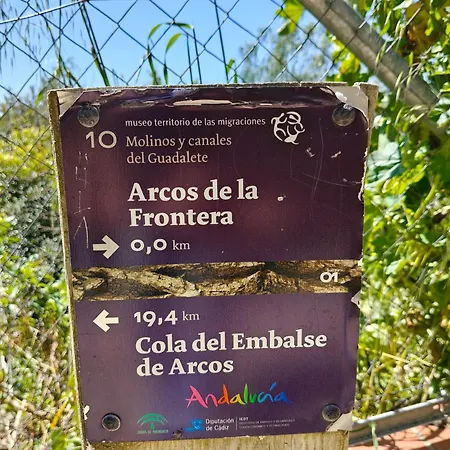 museo territorio de las migraciones
10 Molinos y canales
del Guadalete
Arcos de la
Frontera
0,0 km
01
19,4 km
Cola del Embalse
de Arcos
Andalucía
Diputación
de Cádiz